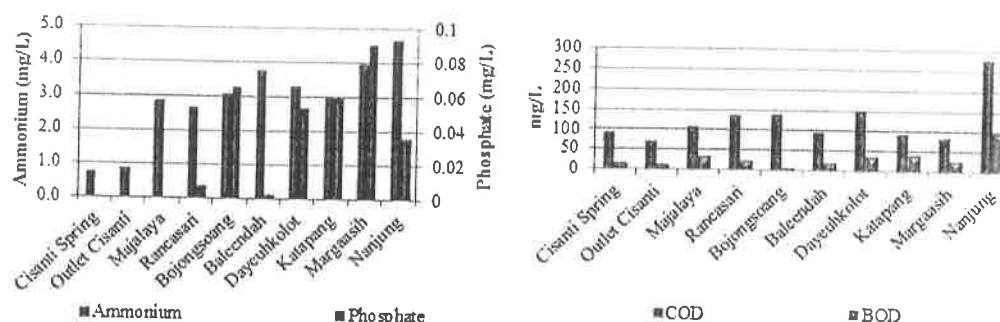 Ammonium (mg/L)
5.0
4.0
3.0
2.0
1.0
0.0
0.1
0.08
0.06
0.04
0.02
0
Phosphate (mg/L)
Cisanti Spring
Outlet Cisanti
Majalaya
Rancasari
Bojongsoang
Baleendah
Dayeuhkolot
Katapang
Margaasih
Nanjung
Ammonium
Phosphate
mg/L
300
250
200
150
100
50
0
Cisanti Spring
Outlet Cisanti
Majalaya
Rancasari
Bojongsoang
Baleendah
Dayeuhkolot
Katapang
Margaasih
Nanjung
COD
BOD